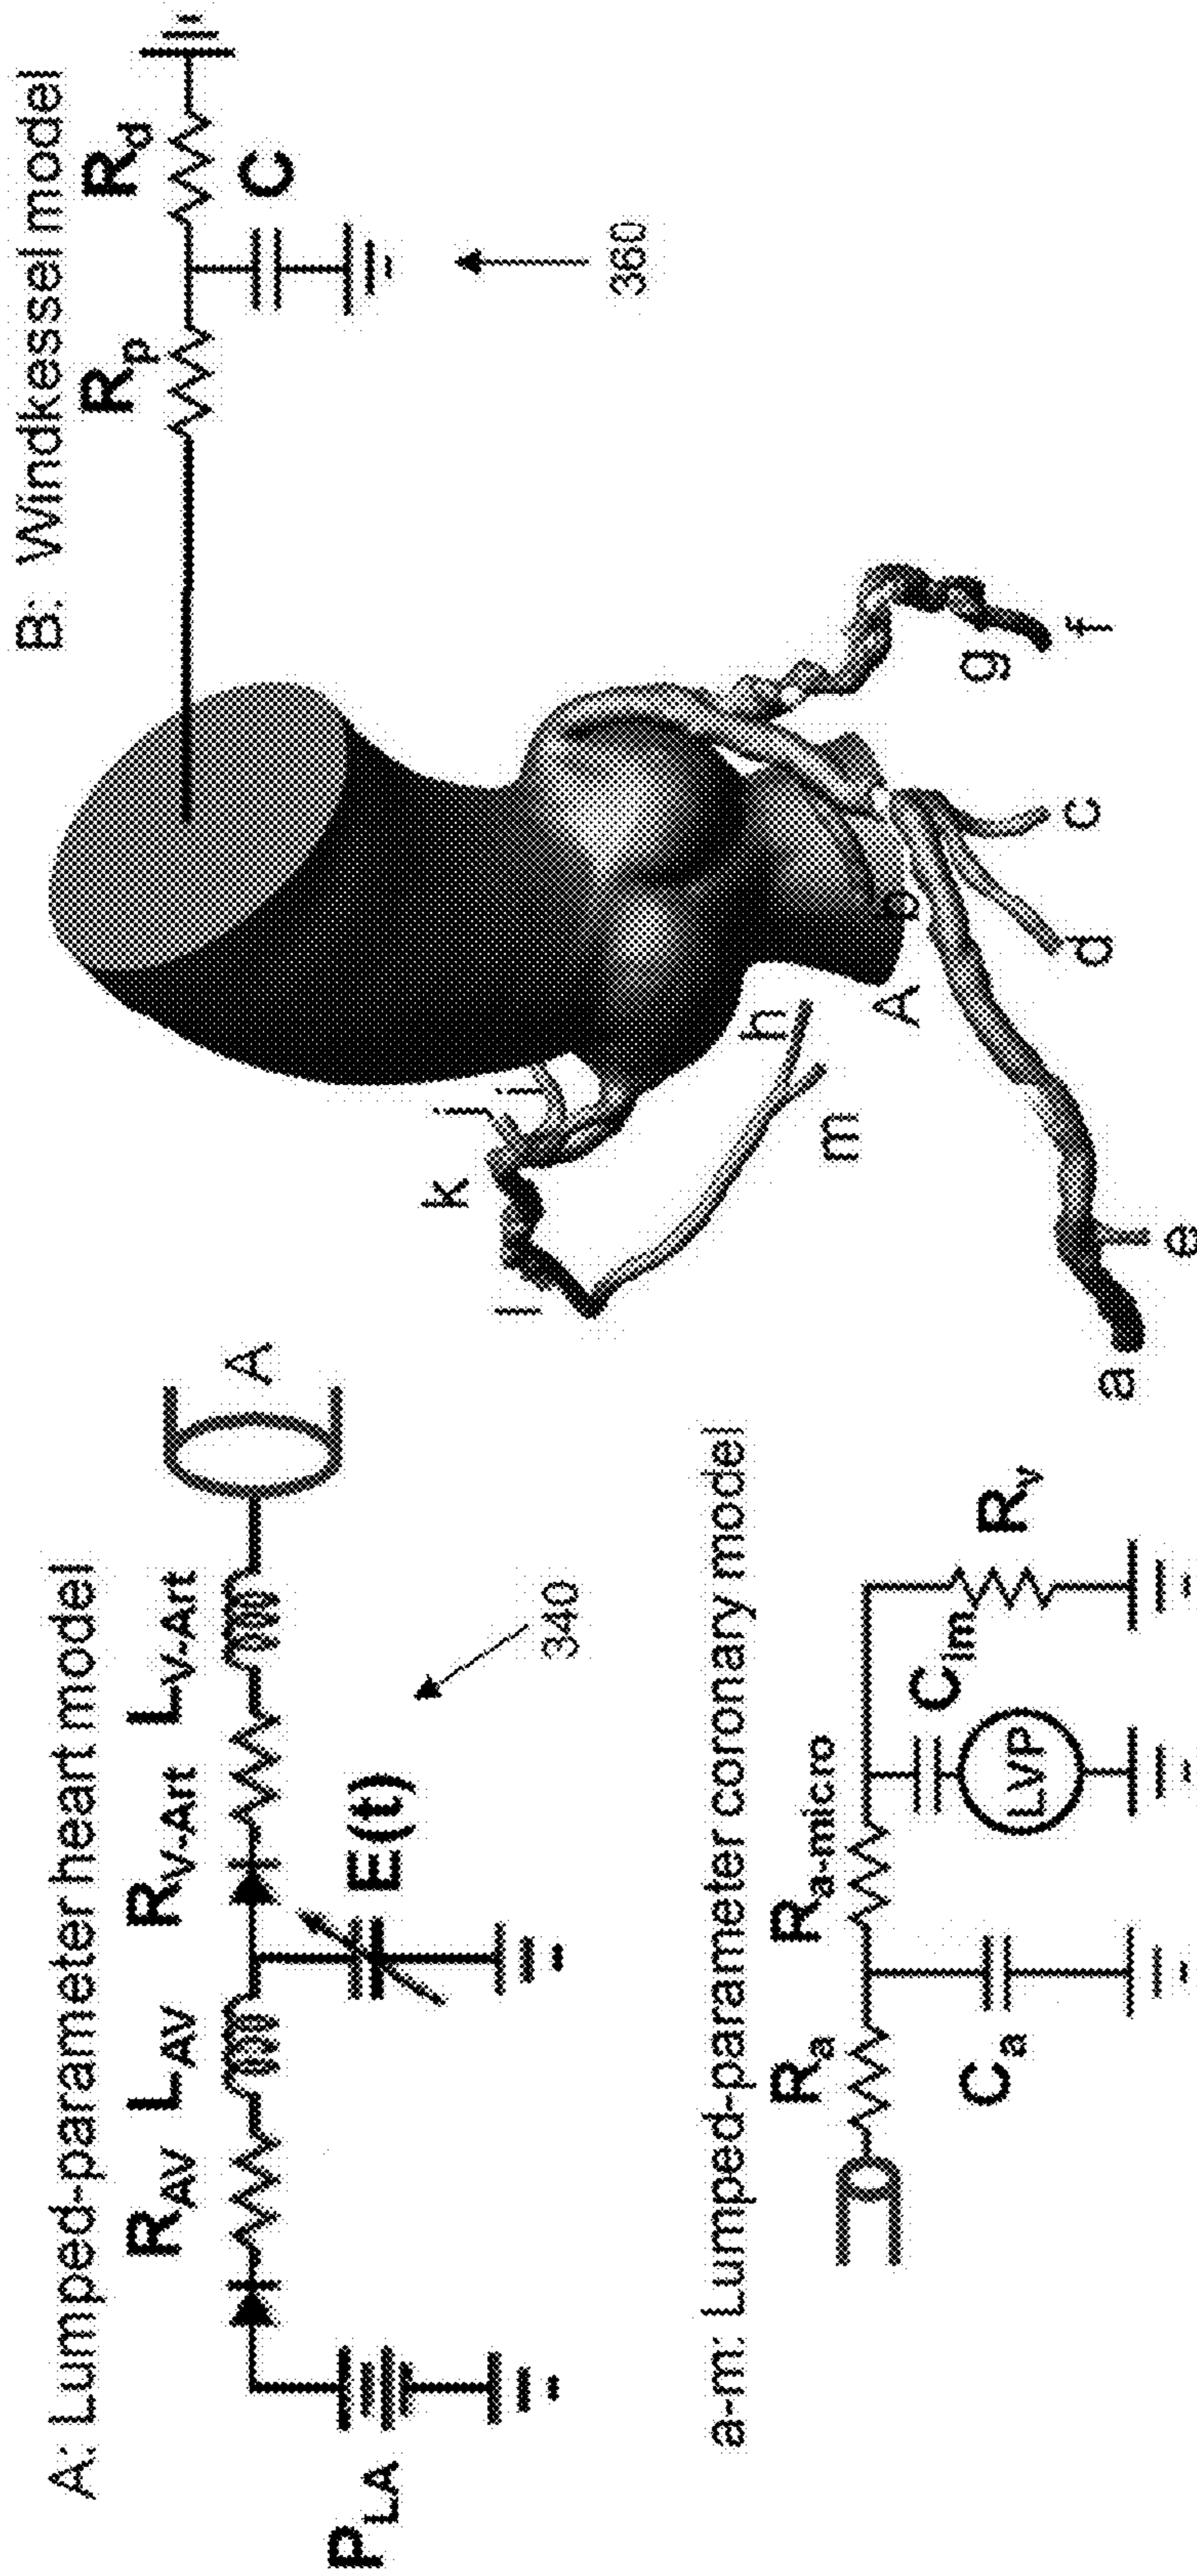 A: Lumped-parameter heart model
R_AV L_AV R_V-Art L_V-Art
A
P_LA
E(t)
340
B: Windkessel model
R_p R_d
C
360
a-m: Lumped-parameter coronary model
R_a R_a-micro
C_a
C_im
LVP
R_v
j
i
k
l
h
m
A
b
g
f
c
d
e
a